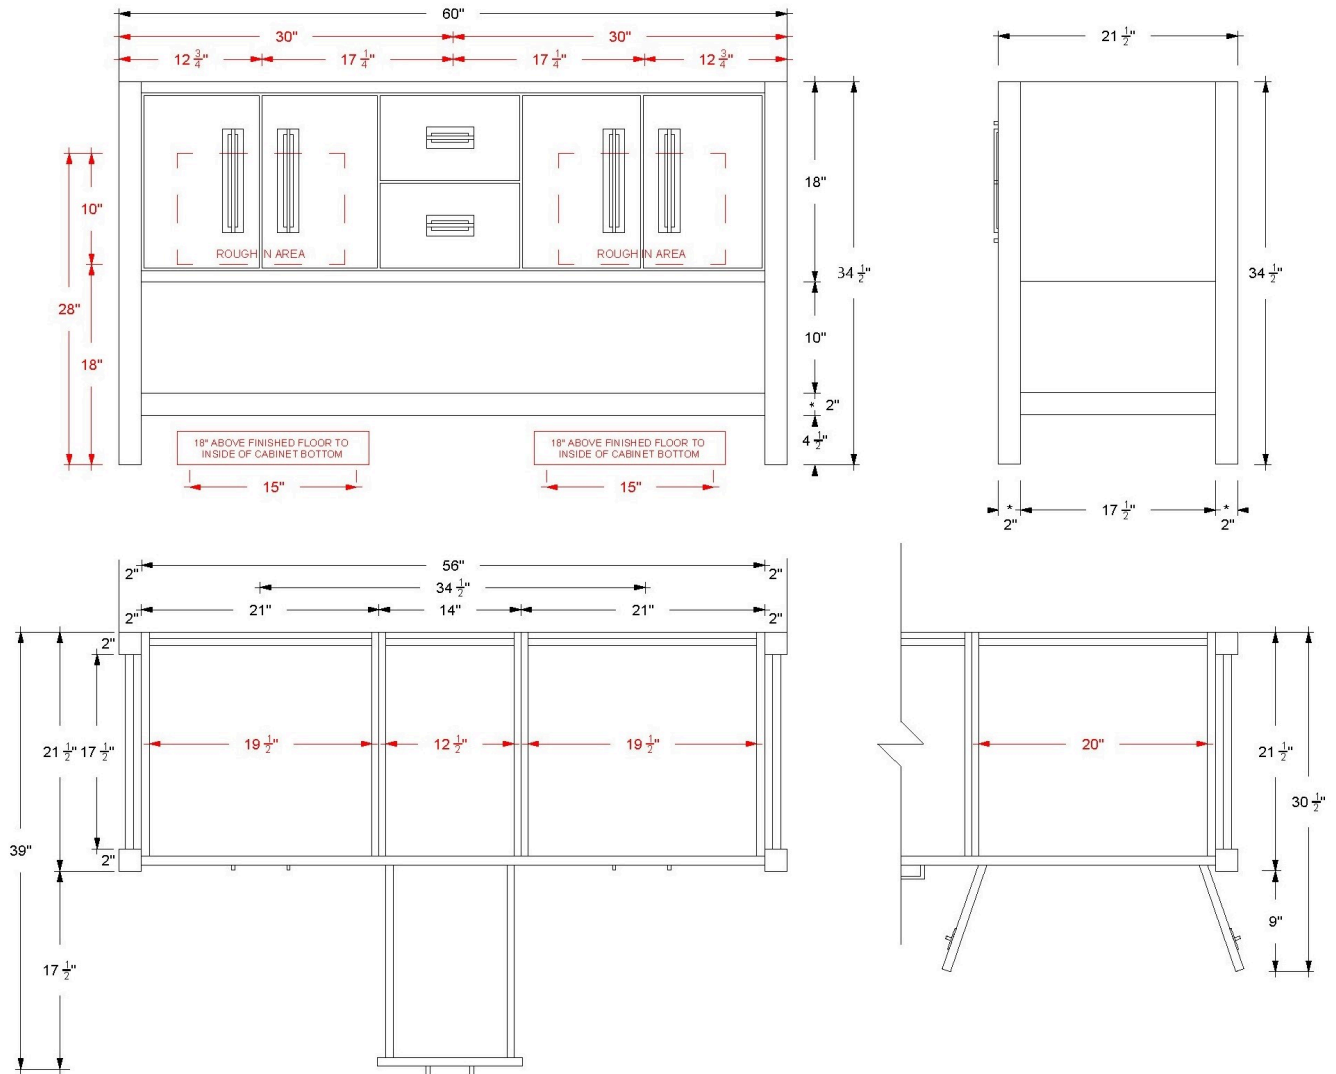 60"
30" 30"
12 3/4" 17 1/4" 17 1/4" 12 3/4"
21 1/2"
18"
10"
ROUGH IN AREA ROUGH IN AREA
34 1/2" 34 1/2"
28"
10"
18"
* 2"
18" ABOVE FINISHED FLOOR TO
INSIDE OF CABINET BOTTOM
18" ABOVE FINISHED FLOOR TO
INSIDE OF CABINET BOTTOM
4 1/2"
15" 15"
* 17 1/2" *
2" 2"
56"
2" 2"
34 1/2"
2" 21" 14" 21" 2"
2"
19 1/2" 12 1/2" 19 1/2" 20"
21 1/2" 17 1/2" 21 1/2"
30 1/2"
39" 2"
9"
17 1/2"